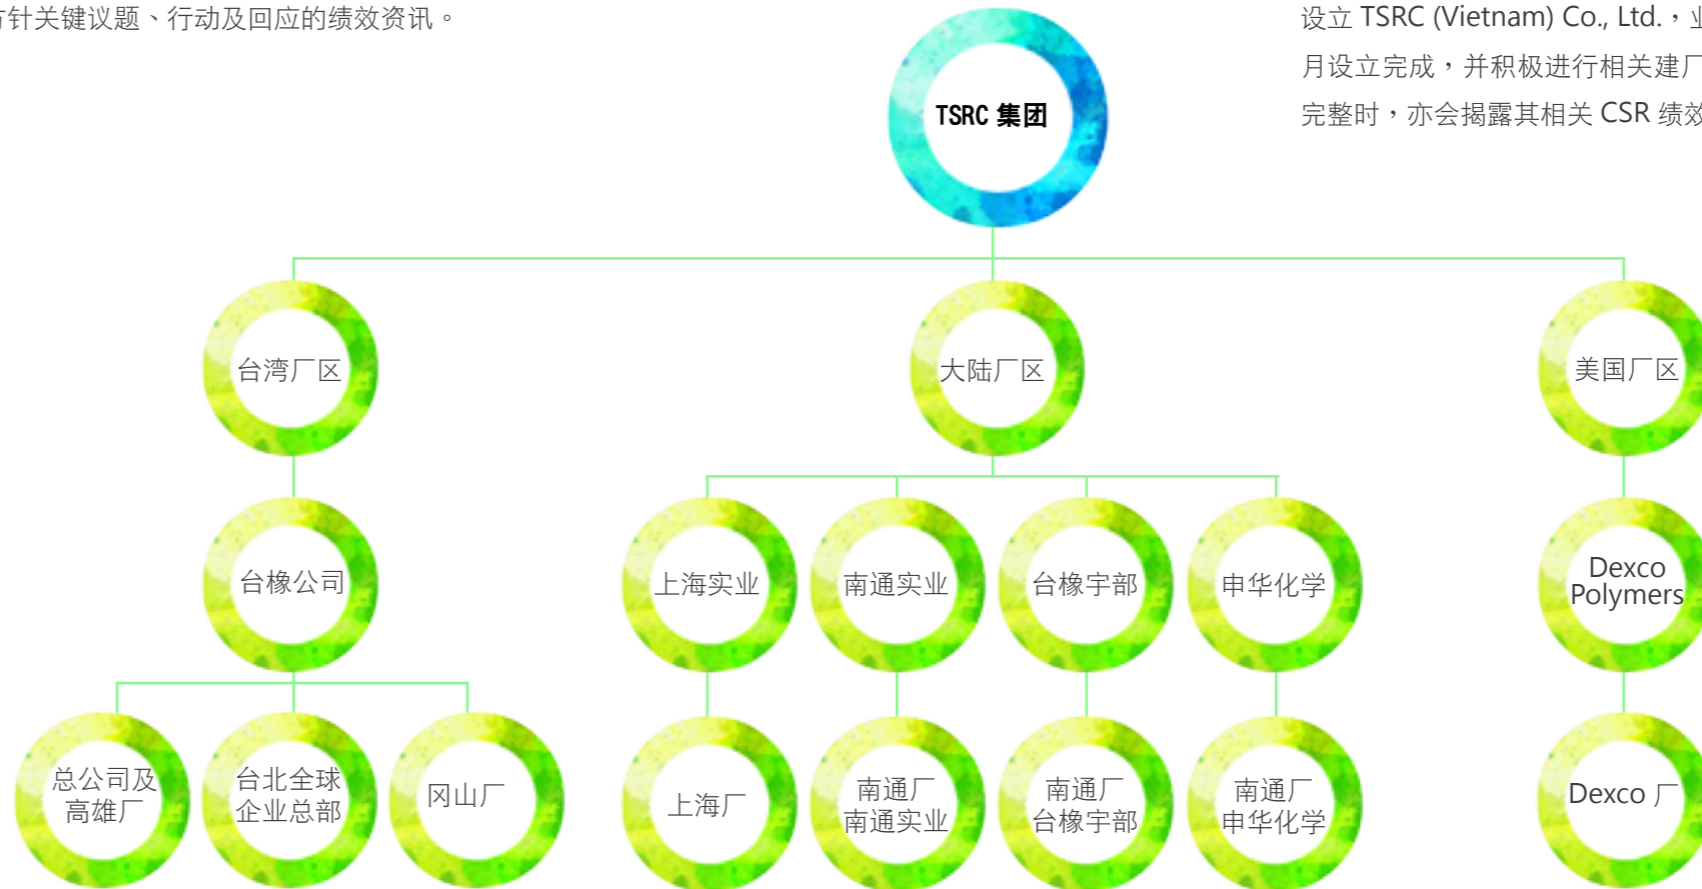 方针关键议题、行动及回应的绩效资讯。
设立 TSRC (Vietnam) Co., Ltd.，业
月设立完成，并积极进行相关建厂
完整时，亦会揭露其相关 CSR 绩效
TSRC 集团
台湾厂区
大陆厂区
美国厂区
台橡公司
上海实业
南通实业
台橡宇部
申华化学
Dexco
Polymers
总公司及
高雄厂
台北全球
企业总部
冈山厂
上海厂
南通厂
南通实业
南通厂
台橡宇部
南通厂
申华化学
Dexco 厂